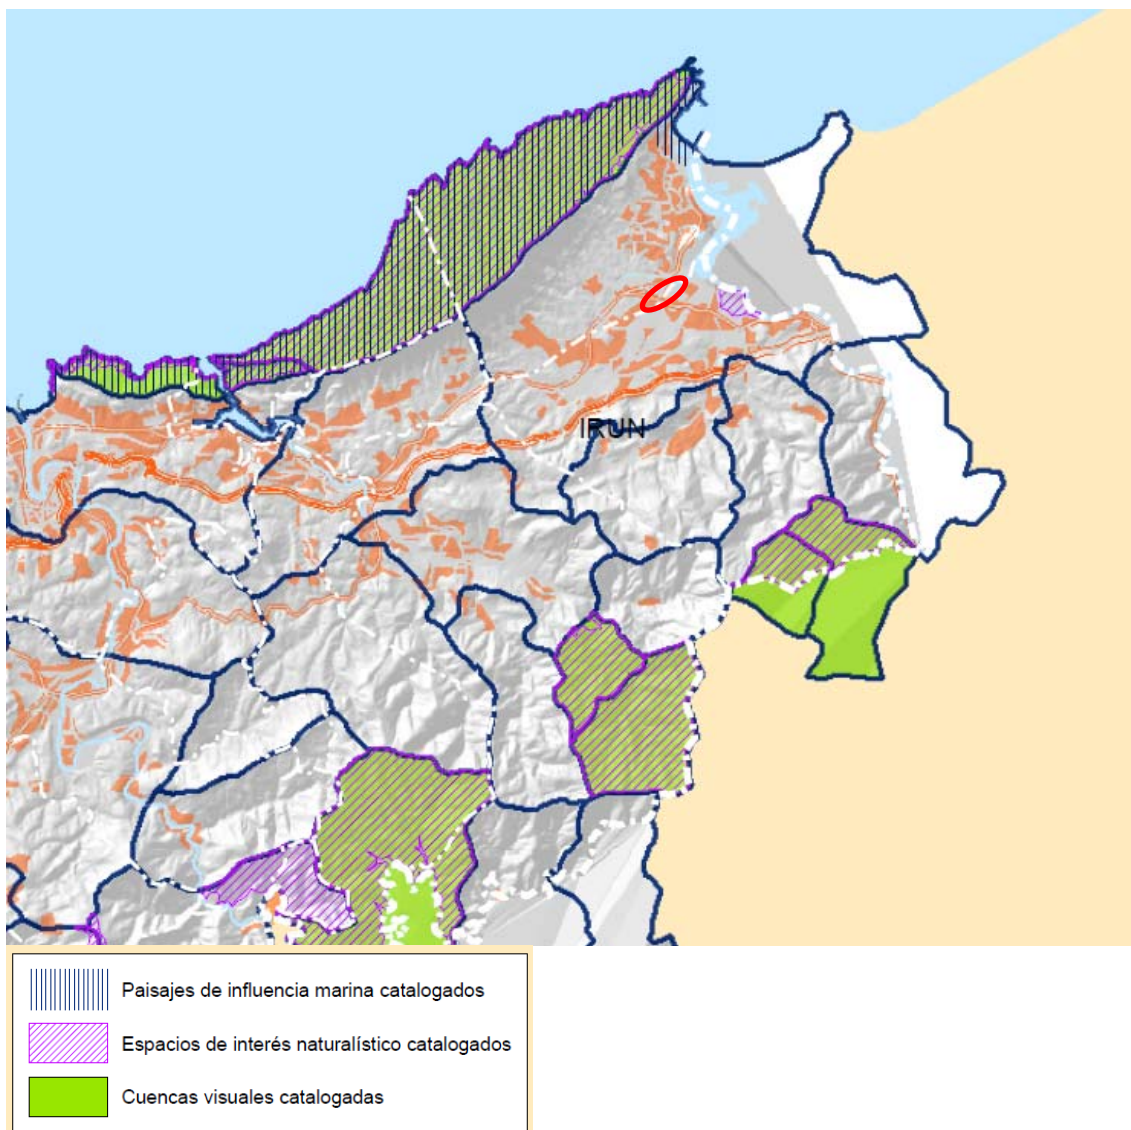 IRUN
Paisajes de influencia marina catalogados
Espacios de interés naturalístico catalogados
Cuencas visuales catalogadas